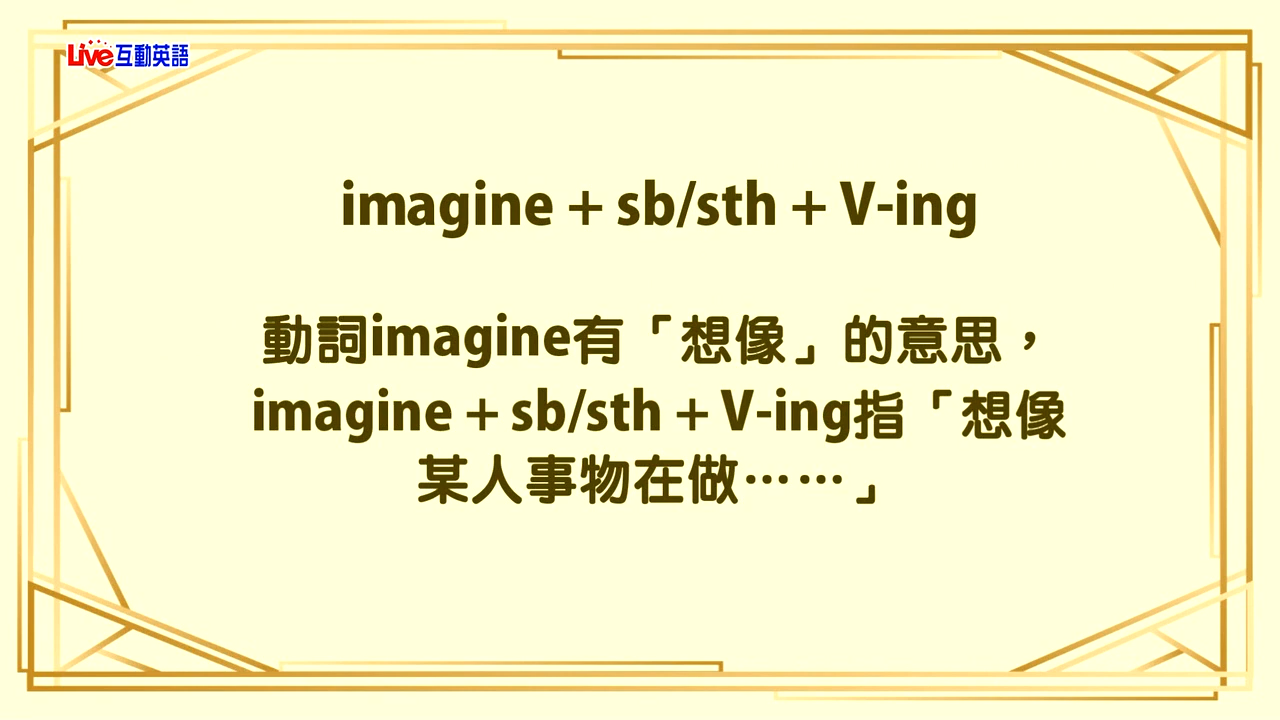 Live互動英語
imagine + sb/sth + V-ing
動詞imagine有「想像」的意思，
imagine + sb/sth + V-ing指「想像
某人事物在做⋯⋯」